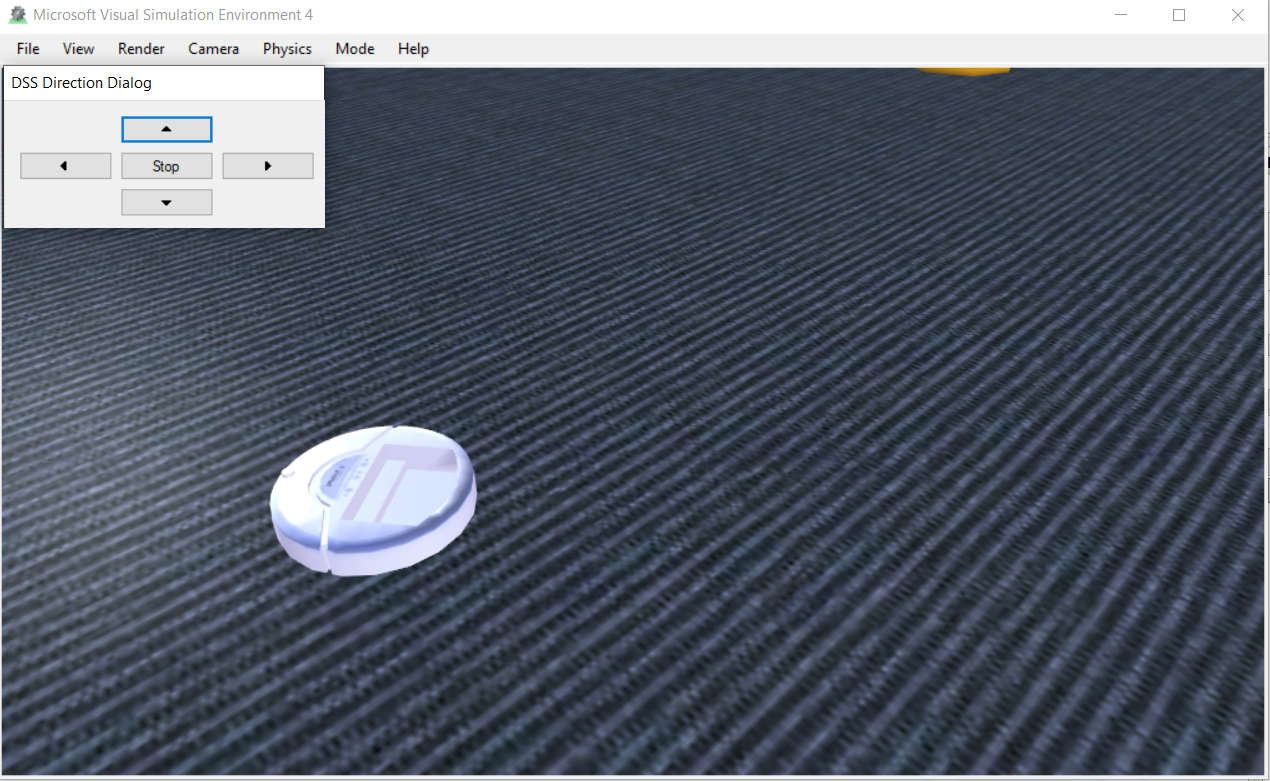 Microsoft Visual Simulation Environment 4
File View Render Camera Physics Mode Help
DSS Direction Dialog
Stop